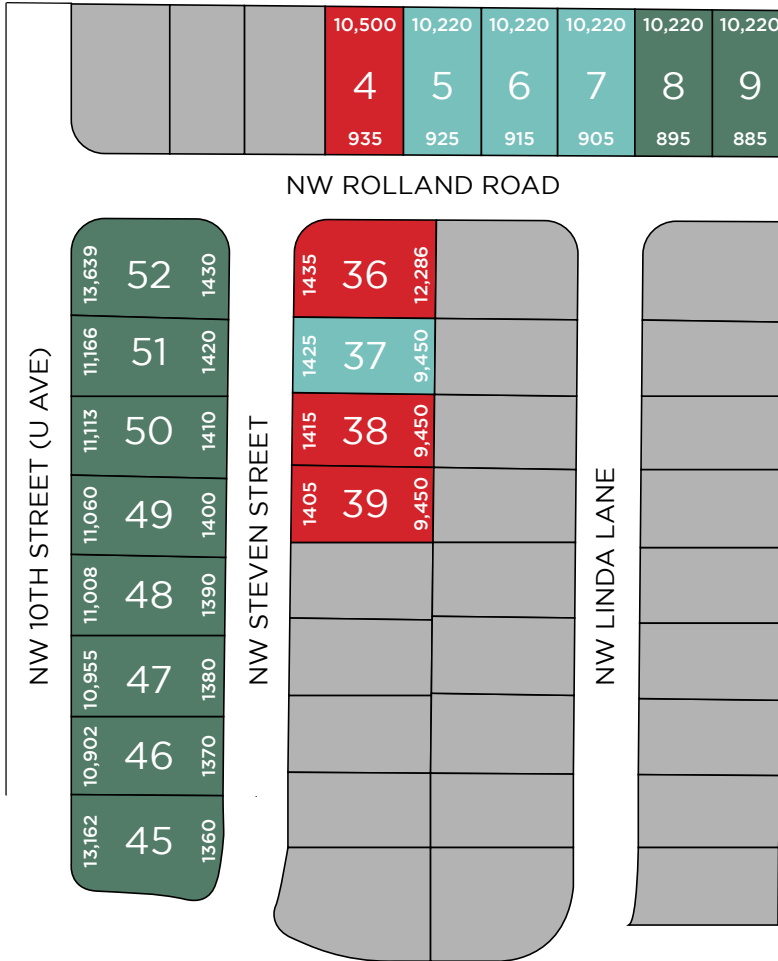 10,500 10,220 10,220 10,220 10,220 10,220
4 5 6 7 8 9
935 925 915 905 895 885
NW ROLLAND ROAD
13,639 52 1430
11,166 51 1420
11,113 50 1410
11,060 49 1400
11,008 48 1390
10,955 47 1380
10,902 46 1370
13,162 45 1360
1435 36 12,286
1425 37 9,450
1415 38 9,450
1405 39 9,450
NW 10TH STREET (U AVE)
NW STEVEN STREET
NW LINDA LANE